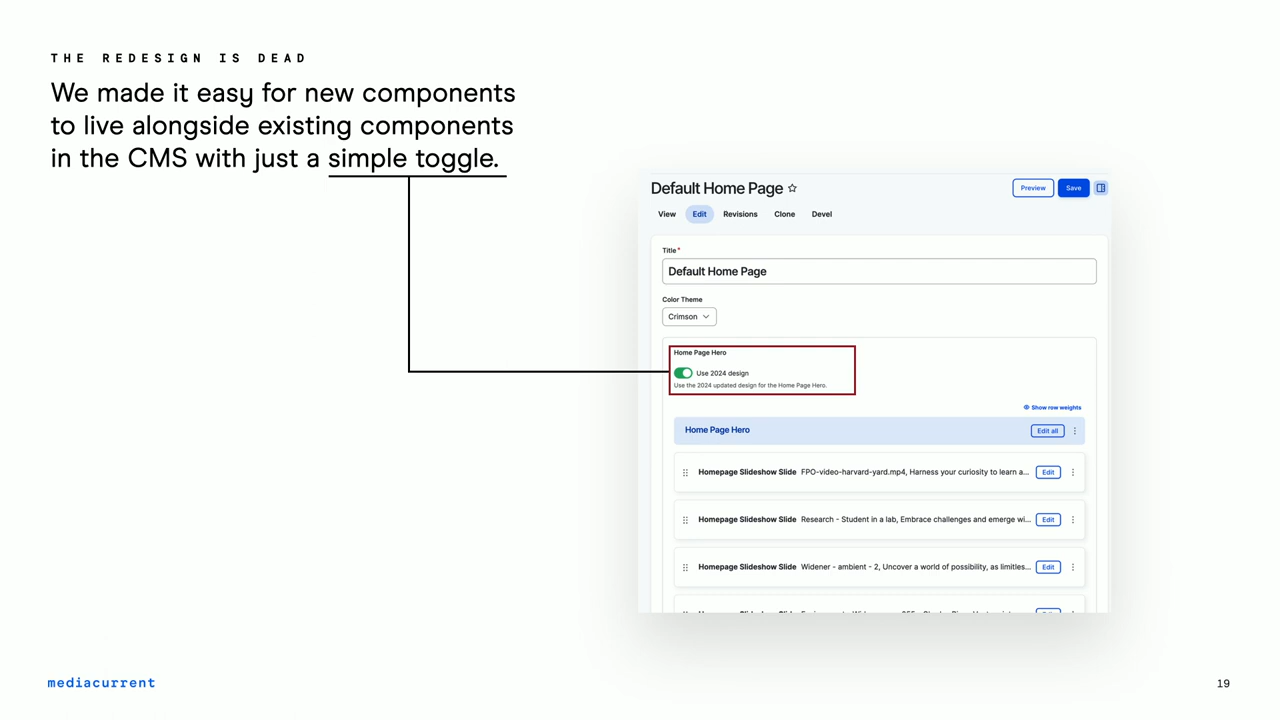 THE REDESIGN IS DEAD
We made it easy for new components
to live alongside existing components
in the CMS with just a simple toggle.
Default Home Page
Preview
Save
View
Edit
Revisions
Clone
Devel
Title*
Default Home Page
Color Theme
Crimson
Home Page Hero
Use 2024 design
Use the 2024 updated design for the Home Page Hero.
Show row weights
Home Page Hero
Edit all
Homepage Slideshow Slide FPO-video-harvard-yard.mp4, Harness your curiosity to learn a...
Edit
Homepage Slideshow Slide Research - Student in a lab, Embrace challenges and emerge wi...
Edit
Homepage Slideshow Slide Widener - ambient - 2, Uncover a world of possibility, as limitles...
Edit
mediacurrent
19